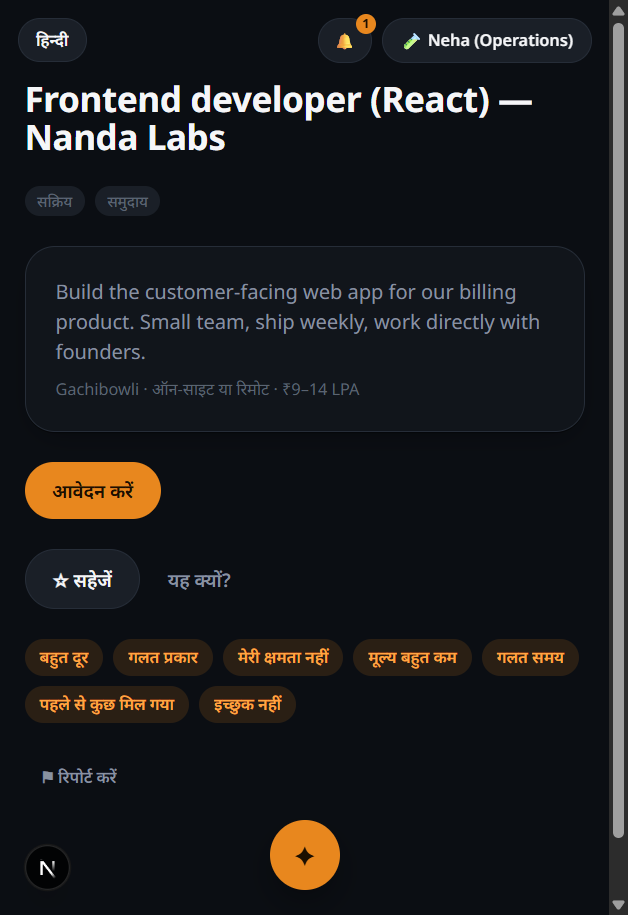 हिन्दी
1
Neha (Operations)
Frontend developer (React) —
Nanda Labs
सक्रिय
समुदाय
Build the customer-facing web app for our billing
product. Small team, ship weekly, work directly with
founders.
Gachibowli · ऑन-साइट या रिमोट · ₹9–14 LPA
आवेदन करें
☆ सहेजें
यह क्यों?
बहुत दूर
गलत प्रकार
मेरी क्षमता नहीं
मूल्य बहुत कम
गलत समय
पहले से कुछ मिल गया
इच्छुक नहीं
⚑ रिपोर्ट करें
N